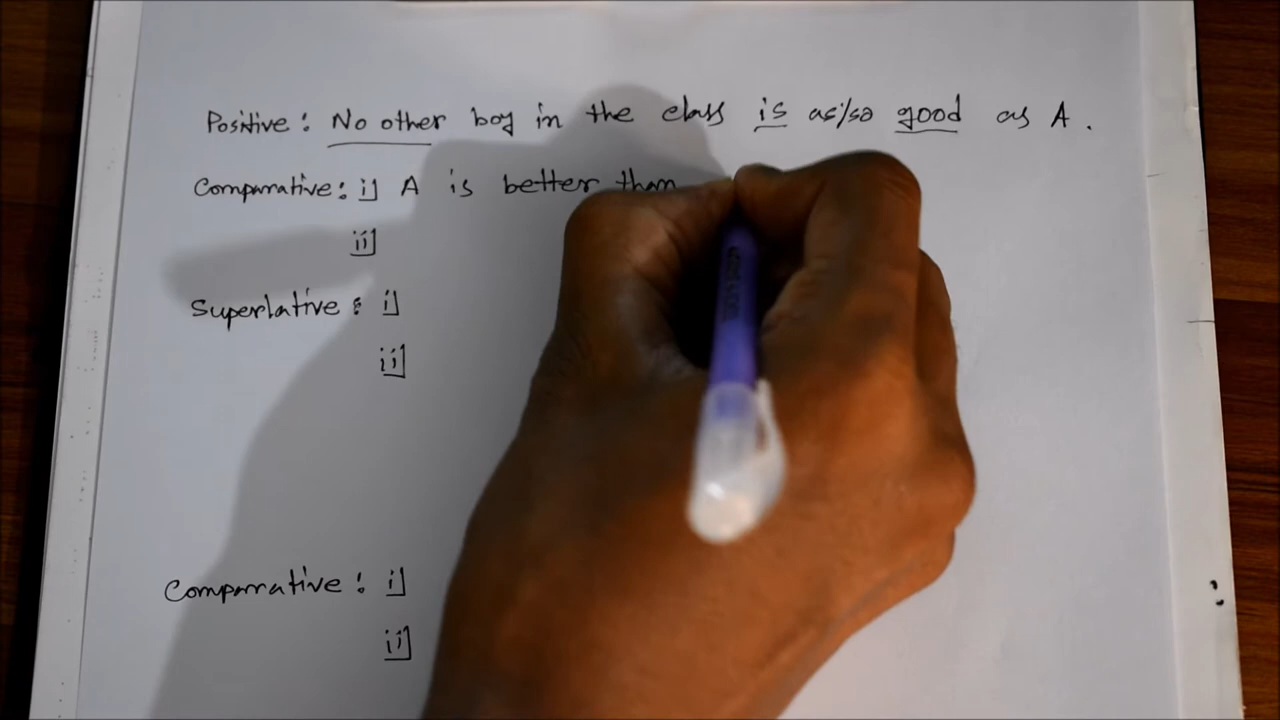 Positive : No other boy in the class is as/so good as A .
Comparative : i] A is better than
ii]
Superlative : i]
ii]
Comparative : i]
ii]